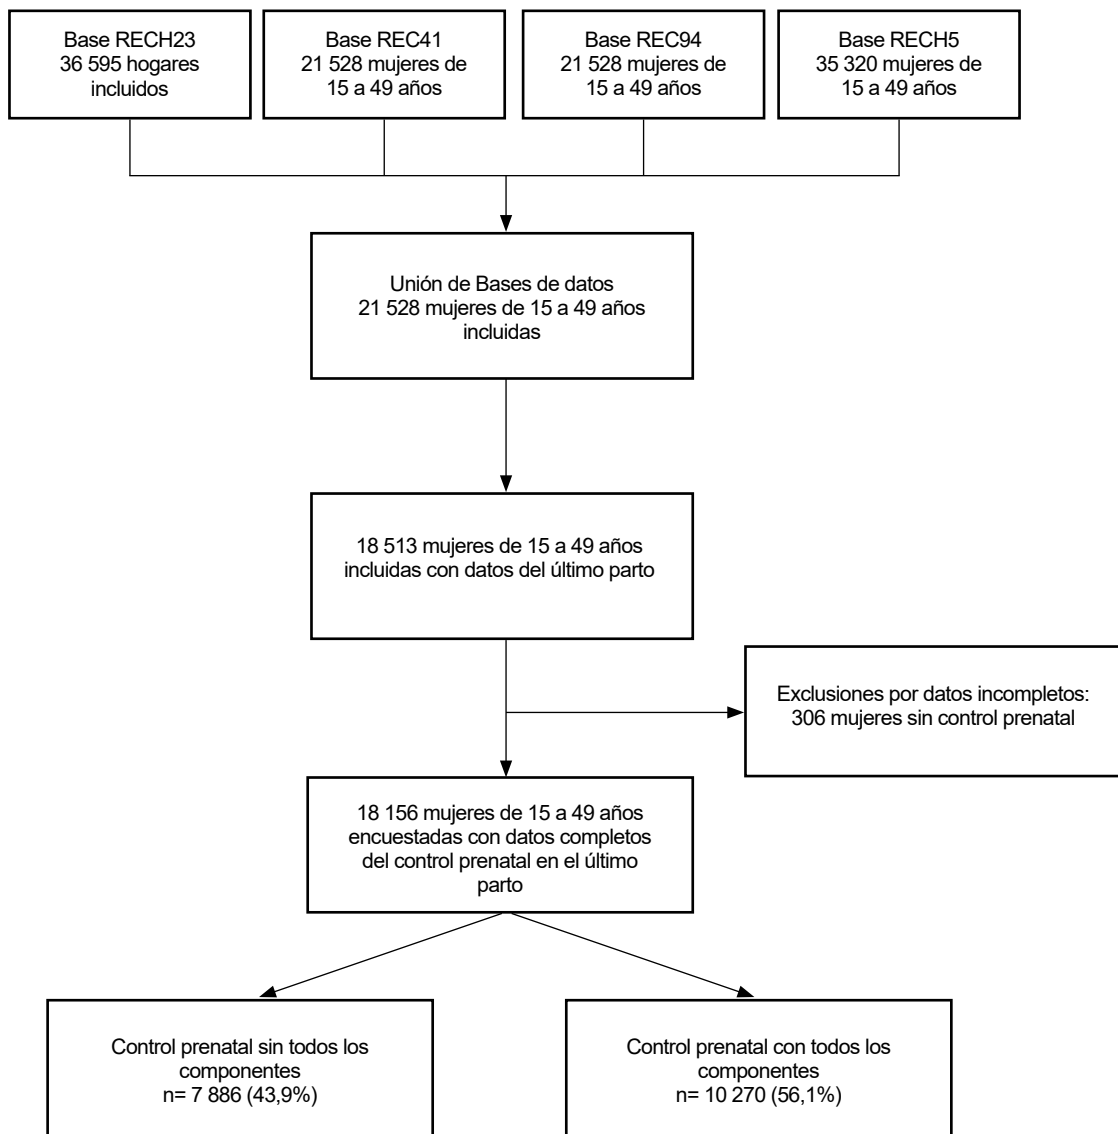 Base RECH23
36 595 hogares
incluidos
Base REC41
21 528 mujeres de
15 a 49 años
Base REC94
21 528 mujeres de
15 a 49 años
Base RECH5
35 320 mujeres de
15 a 49 años
Unión de Bases de datos
21 528 mujeres de 15 a 49 años
incluidas
18 513 mujeres de 15 a 49 años
incluidas con datos del último parto
Exclusiones por datos incompletos:
306 mujeres sin control prenatal
18 156 mujeres de 15 a 49 años
encuestadas con datos completos
del control prenatal en el último
parto
Control prenatal sin todos los
componentes
n= 7 886 (43,9%)
Control prenatal con todos los
componentes
n= 10 270 (56,1%)